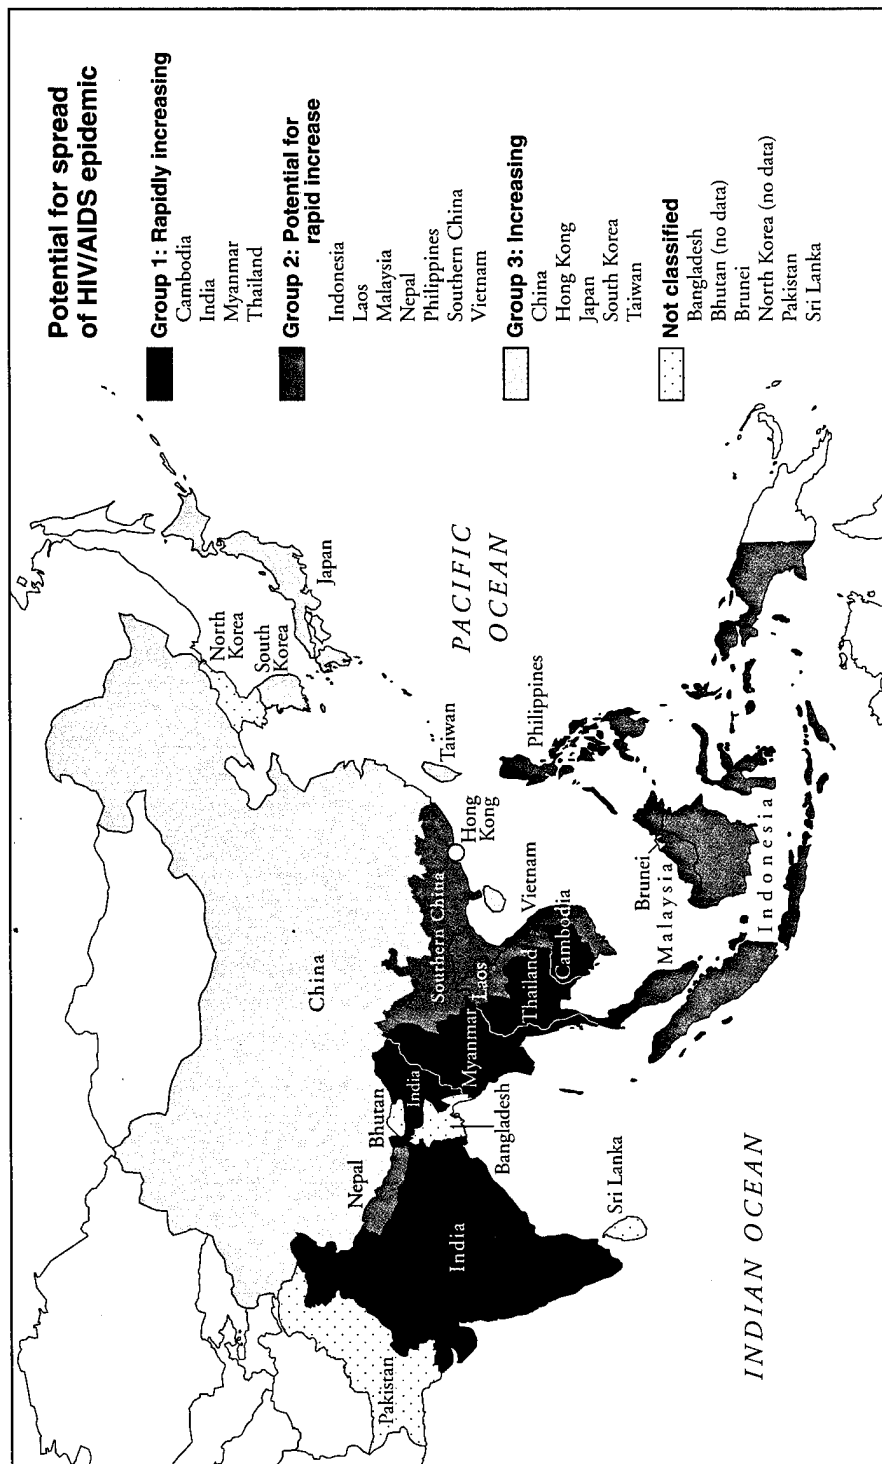 Potential for spread
of HIV/AIDS epidemic
Group 1: Rapidly increasing
Cambodia
India
Myanmar
Thailand
Group 2: Potential for
rapid increase
Indonesia
Laos
Malaysia
Nepal
Philippines
Southern China
Vietnam
Group 3: Increasing
China
Hong Kong
Japan
South Korea
Taiwan
Not classified
Bangladesh
Bhutan (no data)
Brunei
North Korea (no data)
Pakistan
Sri Lanka
North
Korea
South
Korea
Japan
PACIFIC
OCEAN
China
Taiwan
Hong
Kong
Southern China
Philippines
Vietnam
Laos
Thailand
Cambodia
Myanmar
Brunei
Malaysia
Indonesia
Bhutan
India
Nepal
Bangladesh
India
Pakistan
Sri Lanka
INDIAN OCEAN